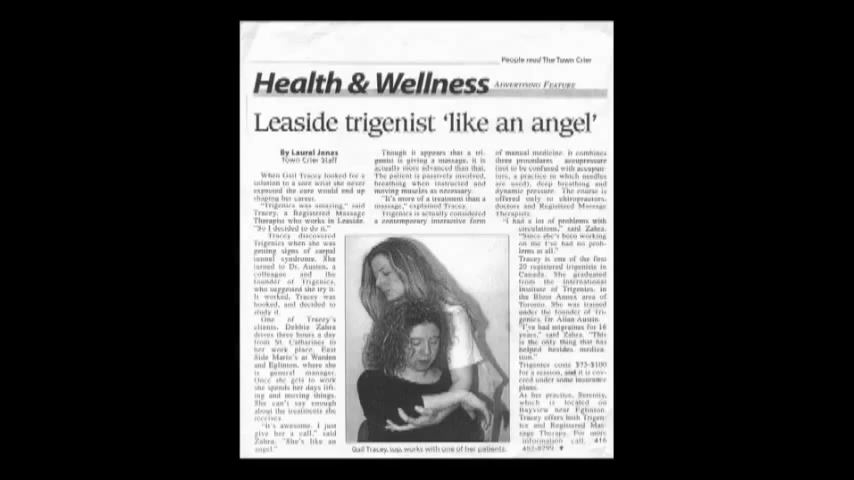 People read The Town Crier
Health & Wellness ADVERTISING FEATURE
Leaside trigenist ‘like an angel’
By Laurel Jonas
Town Crier Staff
When Gail Tracey looked for a
solution to a sore wrist she never
expected the cure would end up
shaping her career.
“Trigenics was amazing,” said
Tracey, a Registered Massage
Therapist who works in Leaside.
“So I decided to do it.”
Tracey discovered
Trigenics when she was
getting signs of carpal
tunnel syndrome. She
turned to Dr. Austin, a
colleague and the
founder of Trigenics,
who suggested she try it.
It worked, Tracey was
hooked, and decided to
study it.
One of Tracey’s
clients, Debbie Zahra
drives three hours a day
from St. Catharines to
her work place, East
Side Mario’s at Warden
and Eglinton, where she
is general manager.
Once she gets to work
she spends her days lift-
ing and moving things.
She can’t say enough
about the treatments she
receives.
“It’s awesome. I just
give her a call,” said
Zahra. “She’s like an
angel.”
Though it appears that a tri-
genist is giving a massage, it is
actually more advanced than that.
The patient is passively involved,
breathing when instructed and
moving muscles as necessary.
“It’s more of a treatment than a
massage,” explained Tracey.
Trigenics is actually considered
a contemporary interactive form
of manual medicine. It combines
three procedures accupressure
(not to be confused with accupunc-
ture, a practice in which needles
are used), deep breathing and
dynamic pressure. The course is
offered only to chiropractors,
doctors and Registered Massage
Therapists.
“I had a lot of problems with
circulations,” said Zahra.
“Since she’s been working
on me I’ve had no prob-
lems at all.”
Tracey is one of the first
20 registered trigenists in
Canada. She graduated
from the International
Institute of Trigenics, in
the Bloor Annex area of
Toronto. She was trained
under the founder of Tri-
genics, Dr. Allan Austin.
“I’ve had migraines for 18
years,” said Zahra. “This
is the only thing that has
helped besides medica-
tion.”
Trigenics costs $75-$100
for a session, and it is cov-
ered under some insurance
plans.
At her practice, Serenity,
which is located on
Bayview near Eglinton,
Tracey offers both Trigen-
ics and Registered Mas-
sage Therapy. For more
information call, 416
Gail Tracey, top, works with one of her patients.